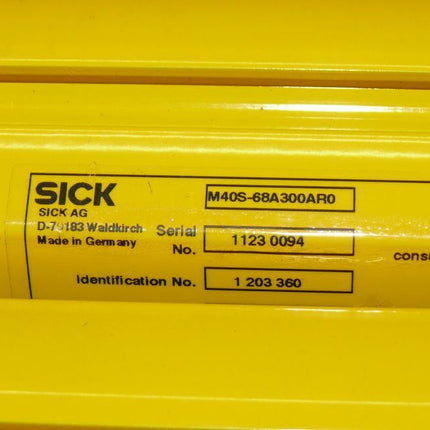 SICK
SICK AG
D-79183 Waldkirch
Made in Germany
M40S-68A300AR0
Serial No.
1123 0094
Identification No.
1 203 360